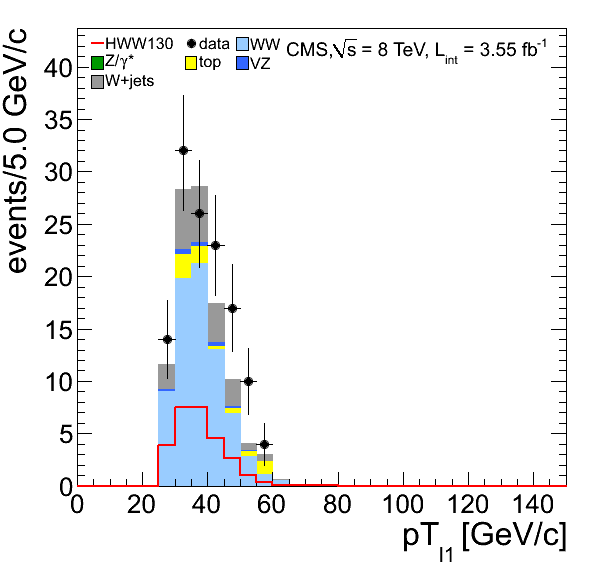 HWW130 data WW CMS,√s = 8 TeV, L_int = 3.55 fb⁻¹
Z/γ* top VZ
W+jets
events/5.0 GeV/c
40
35
30
25
20
15
10
5
0
0 20 40 60 80 100 120 140
pT_l1 [GeV/c]